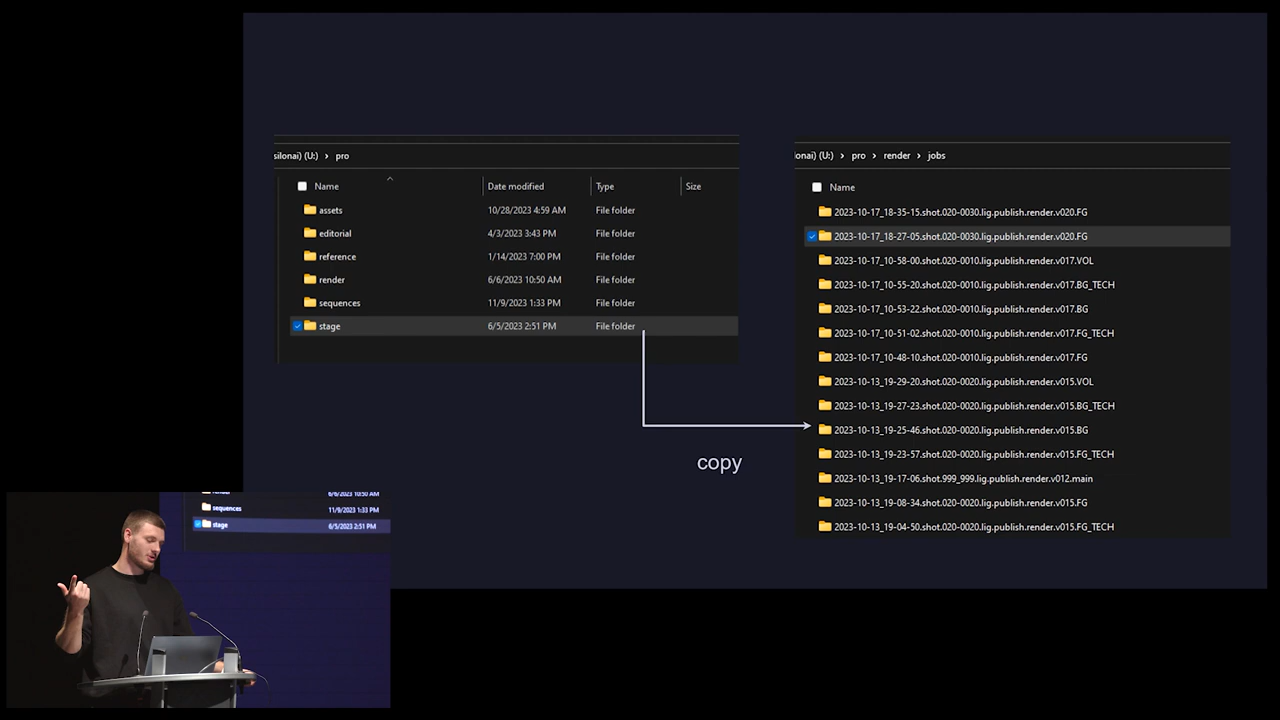 silonai) (U:) › pro
Name Date modified Type Size
assets 10/28/2023 4:59 AM File folder
editorial 4/3/2023 3:43 PM File folder
reference 1/14/2023 7:00 PM File folder
render 6/6/2023 10:50 AM File folder
sequences 11/9/2023 1:33 PM File folder
stage 6/5/2023 2:51 PM File folder
copy
onai) (U:) › pro › render › jobs
Name
2023-10-17_18-35-15.shot.020-0030.lig.publish.render.v020.FG
2023-10-17_18-27-05.shot.020-0030.lig.publish.render.v020.FG
2023-10-17_10-58-00.shot.020-0010.lig.publish.render.v017.VOL
2023-10-17_10-55-20.shot.020-0010.lig.publish.render.v017.BG_TECH
2023-10-17_10-53-22.shot.020-0010.lig.publish.render.v017.BG
2023-10-17_10-51-02.shot.020-0010.lig.publish.render.v017.FG_TECH
2023-10-17_10-48-10.shot.020-0010.lig.publish.render.v017.FG
2023-10-13_19-29-20.shot.020-0020.lig.publish.render.v015.VOL
2023-10-13_19-27-23.shot.020-0020.lig.publish.render.v015.BG_TECH
2023-10-13_19-25-46.shot.020-0020.lig.publish.render.v015.BG
2023-10-13_19-23-57.shot.020-0020.lig.publish.render.v015.FG_TECH
2023-10-13_19-17-06.shot.999_999.lig.publish.render.v012.main
2023-10-13_19-08-34.shot.020-0020.lig.publish.render.v015.FG
2023-10-13_19-04-50.shot.020-0020.lig.publish.render.v015.FG_TECH
render 6/6/2023 10:50 AM
sequences 11/9/2023 1:33 PM
stage 6/5/2023 2:51 PM